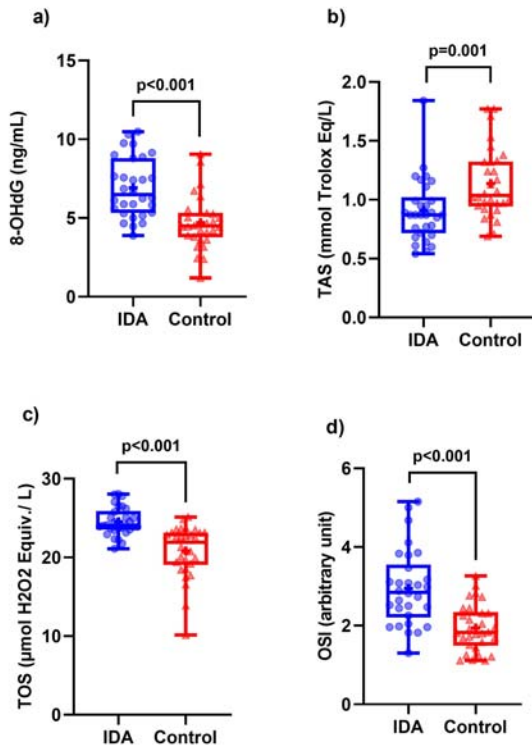 a)
p<0.001
8-OHdG (ng/mL)
15
10
5
0
IDA Control
b)
p=0.001
TAS (mmol Trolox Eq/L)
2.0
1.5
1.0
0.5
0.0
IDA Control
c)
p<0.001
TOS (µmol H2O2 Equiv./ L)
30
20
10
0
IDA Control
d)
p<0.001
OSI (arbitrary unit)
6
4
2
0
IDA Control